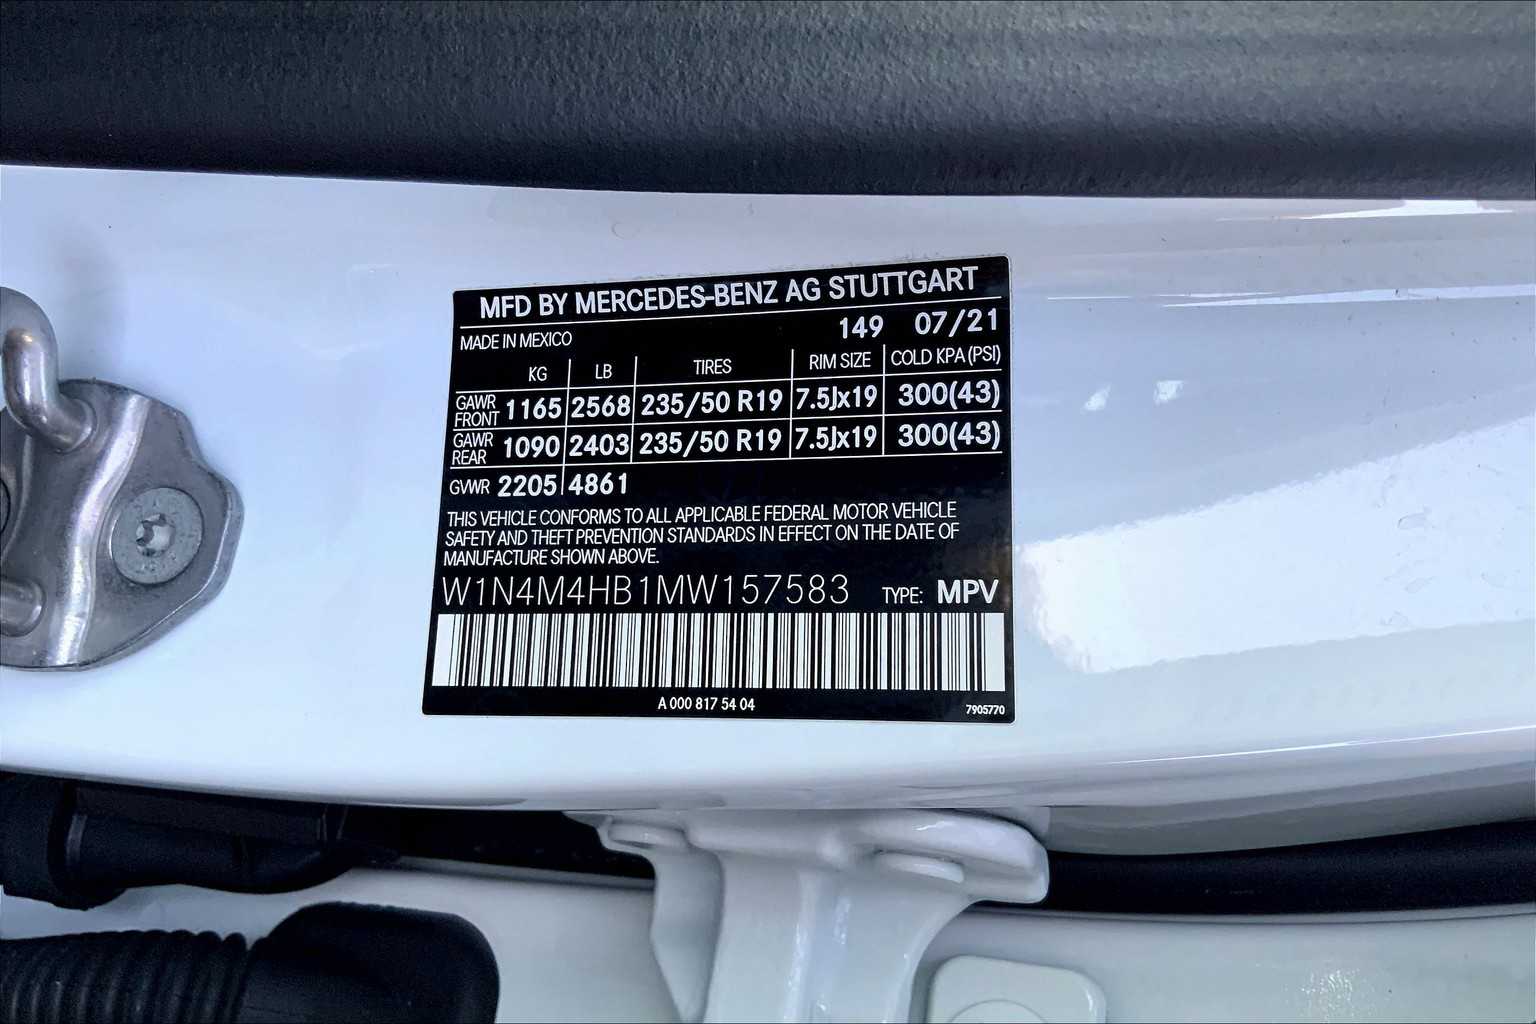 MFD BY MERCEDES-BENZ AG STUTTGART
MADE IN MEXICO 149 07/21
KG LB TIRES RIM SIZE COLD KPA (PSI)
GAWR FRONT 1165 2568 235/50 R19 7.5Jx19 300(43)
GAWR REAR 1090 2403 235/50 R19 7.5Jx19 300(43)
GVWR 2205 4861
THIS VEHICLE CONFORMS TO ALL APPLICABLE FEDERAL MOTOR VEHICLE
SAFETY AND THEFT PREVENTION STANDARDS IN EFFECT ON THE DATE OF
MANUFACTURE SHOWN ABOVE.
W1N4M4HB1MW157583 TYPE: MPV
A 000 817 54 04 7905770